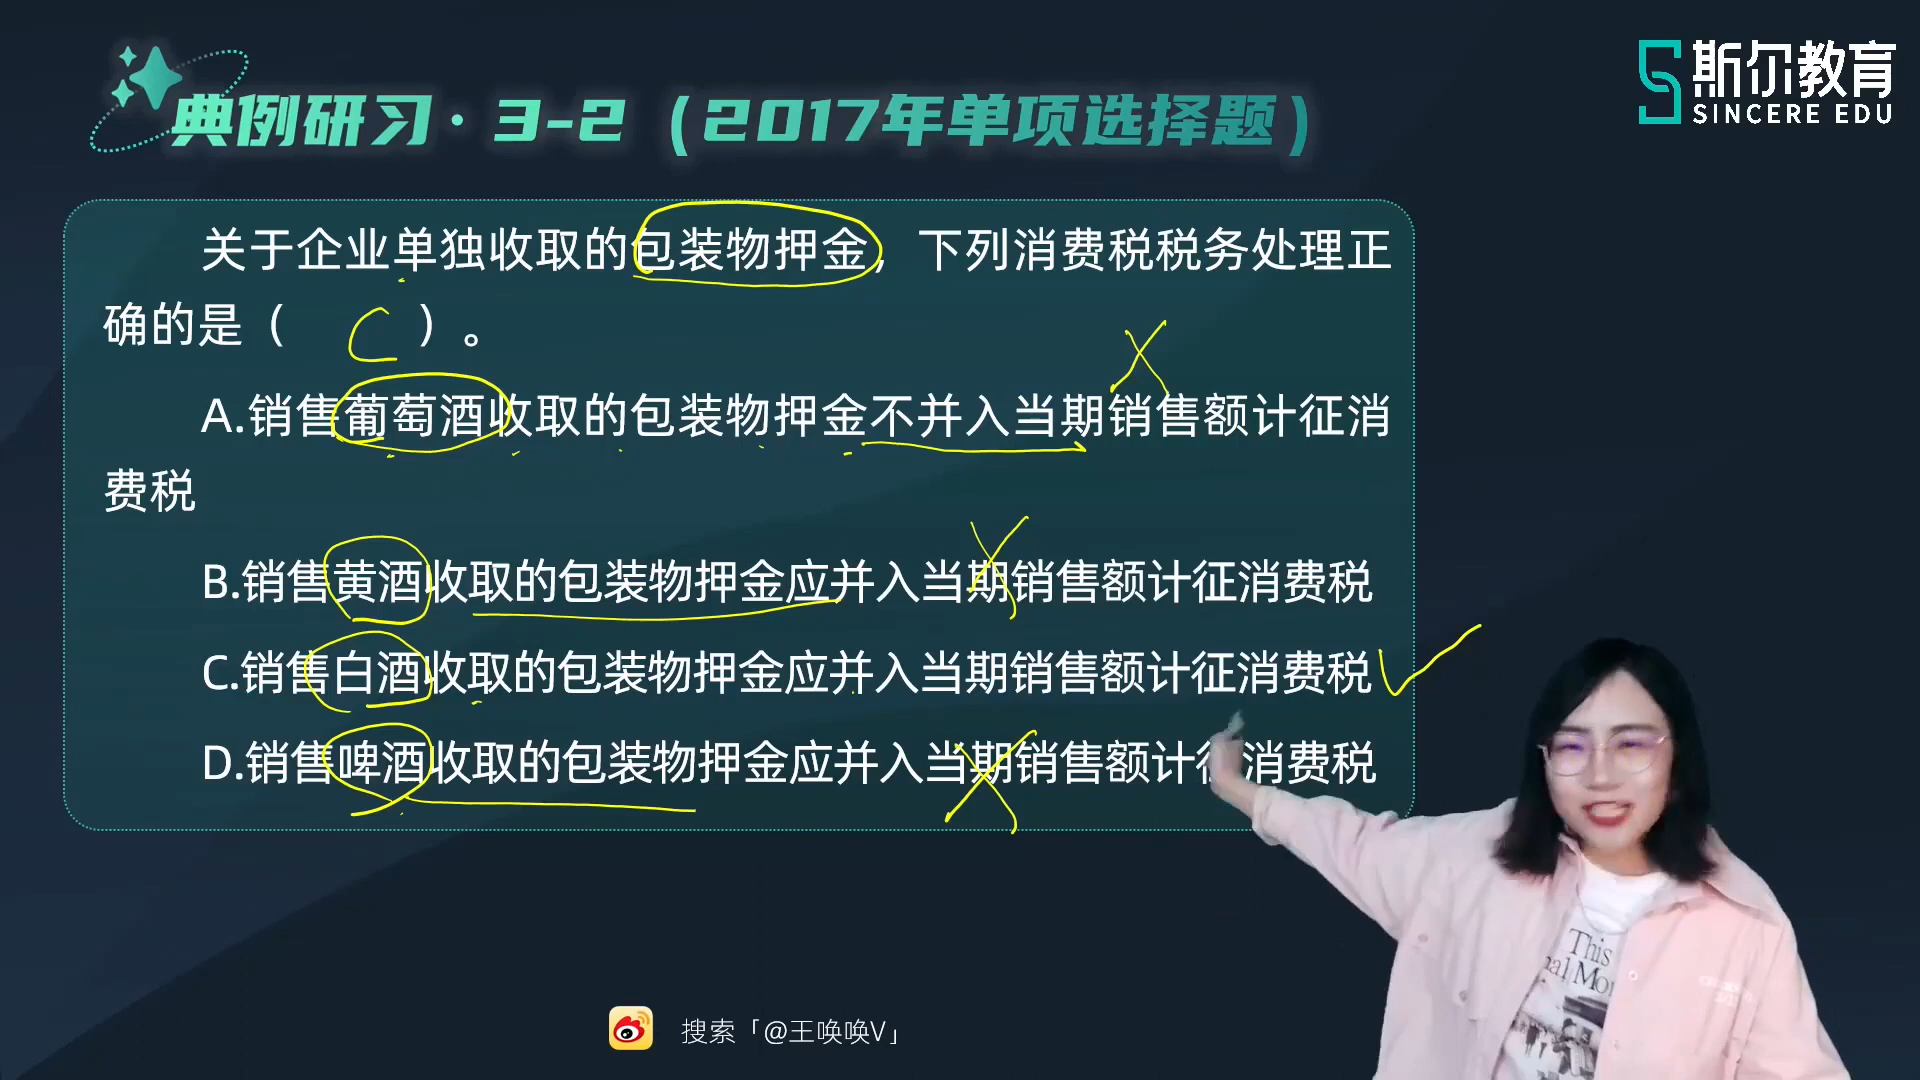 斯尔教育
SINCERE EDU
典例研习·3-2（2017年单项选择题）
关于企业单独收取的包装物押金，下列消费税税务处理正
确的是（ C ）。
A.销售葡萄酒收取的包装物押金不并入当期销售额计征消
费税
B.销售黄酒收取的包装物押金应并入当期销售额计征消费税
C.销售白酒收取的包装物押金应并入当期销售额计征消费税
D.销售啤酒收取的包装物押金应并入当期销售额计征消费税
This
搜索「@王唤唤V」